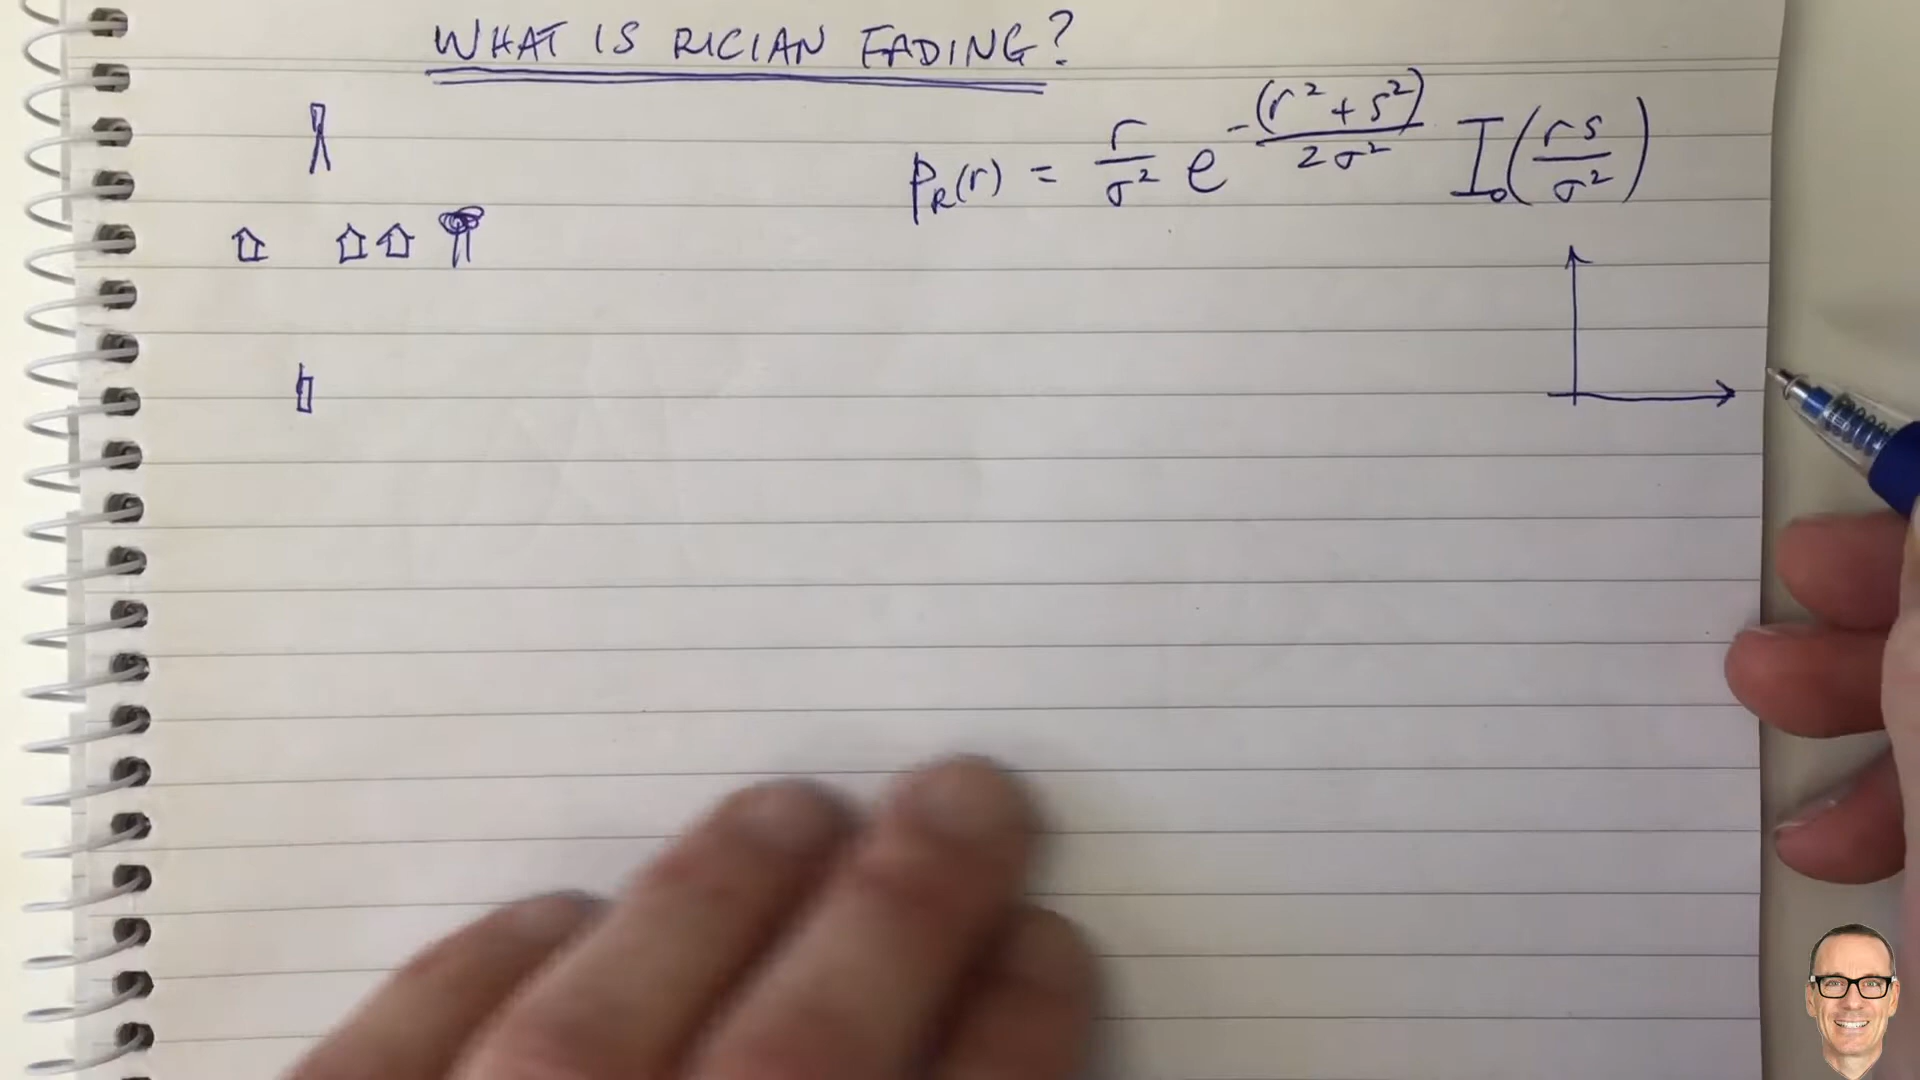 WHAT IS RICIAN FADING?
p_R(r) = r/σ² e^(-(r² + s²)/2σ²) I₀(rs/σ²)